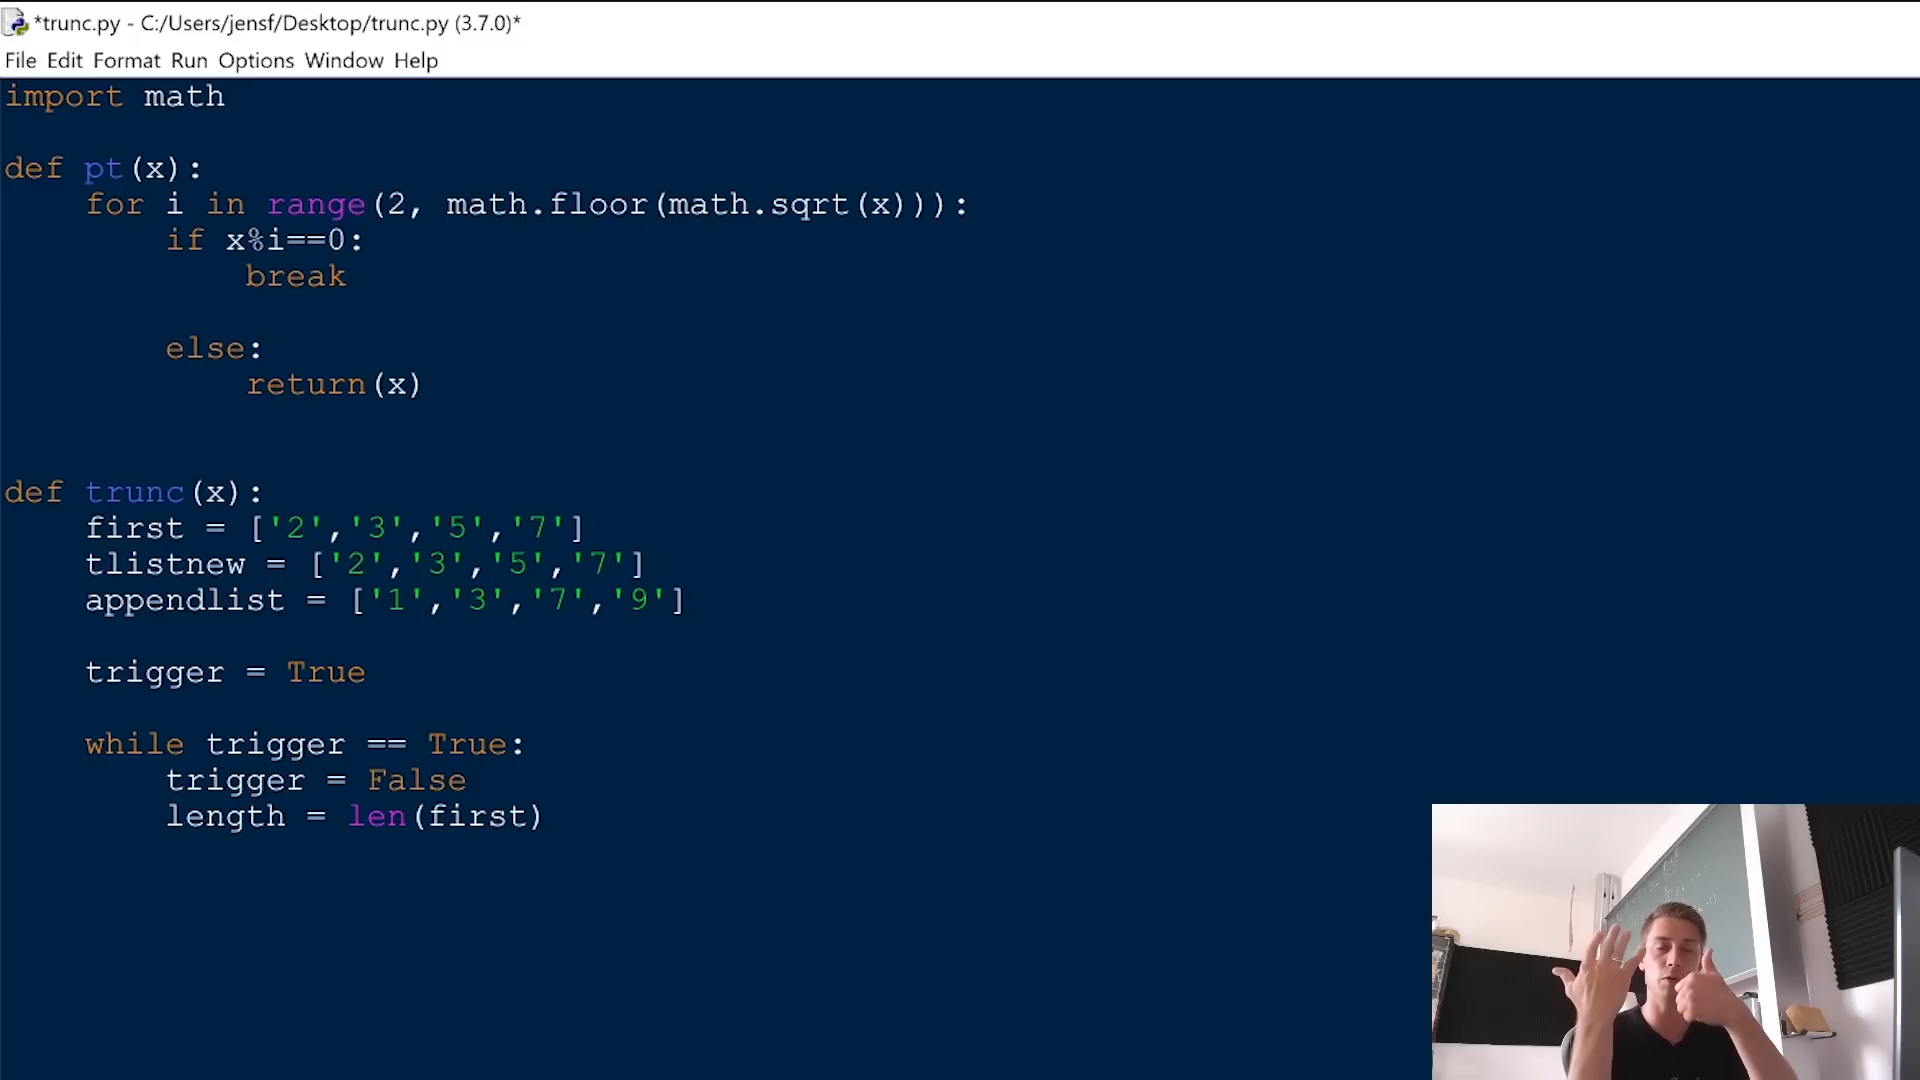 *trunc.py - C:/Users/jensf/Desktop/trunc.py (3.7.0)*
File Edit Format Run Options Window Help
import math
def pt(x):
    for i in range(2, math.floor(math.sqrt(x))):
        if x%i==0:
            break
        else:
            return(x)
def trunc(x):
    first = ['2','3','5','7']
    tlistnew = ['2','3','5','7']
    appendlist = ['1','3','7','9']
    trigger = True
    while trigger == True:
        trigger = False
        length = len(first)